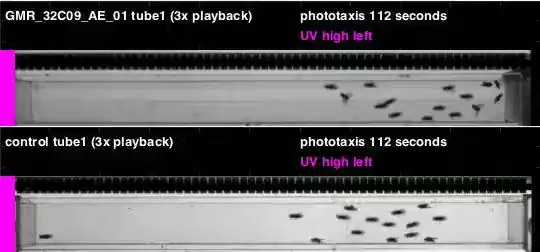 GMR_32C09_AE_01 tube1 (3x playback)
phototaxis 112 seconds
UV high left
control tube1 (3x playback)
phototaxis 112 seconds
UV high left